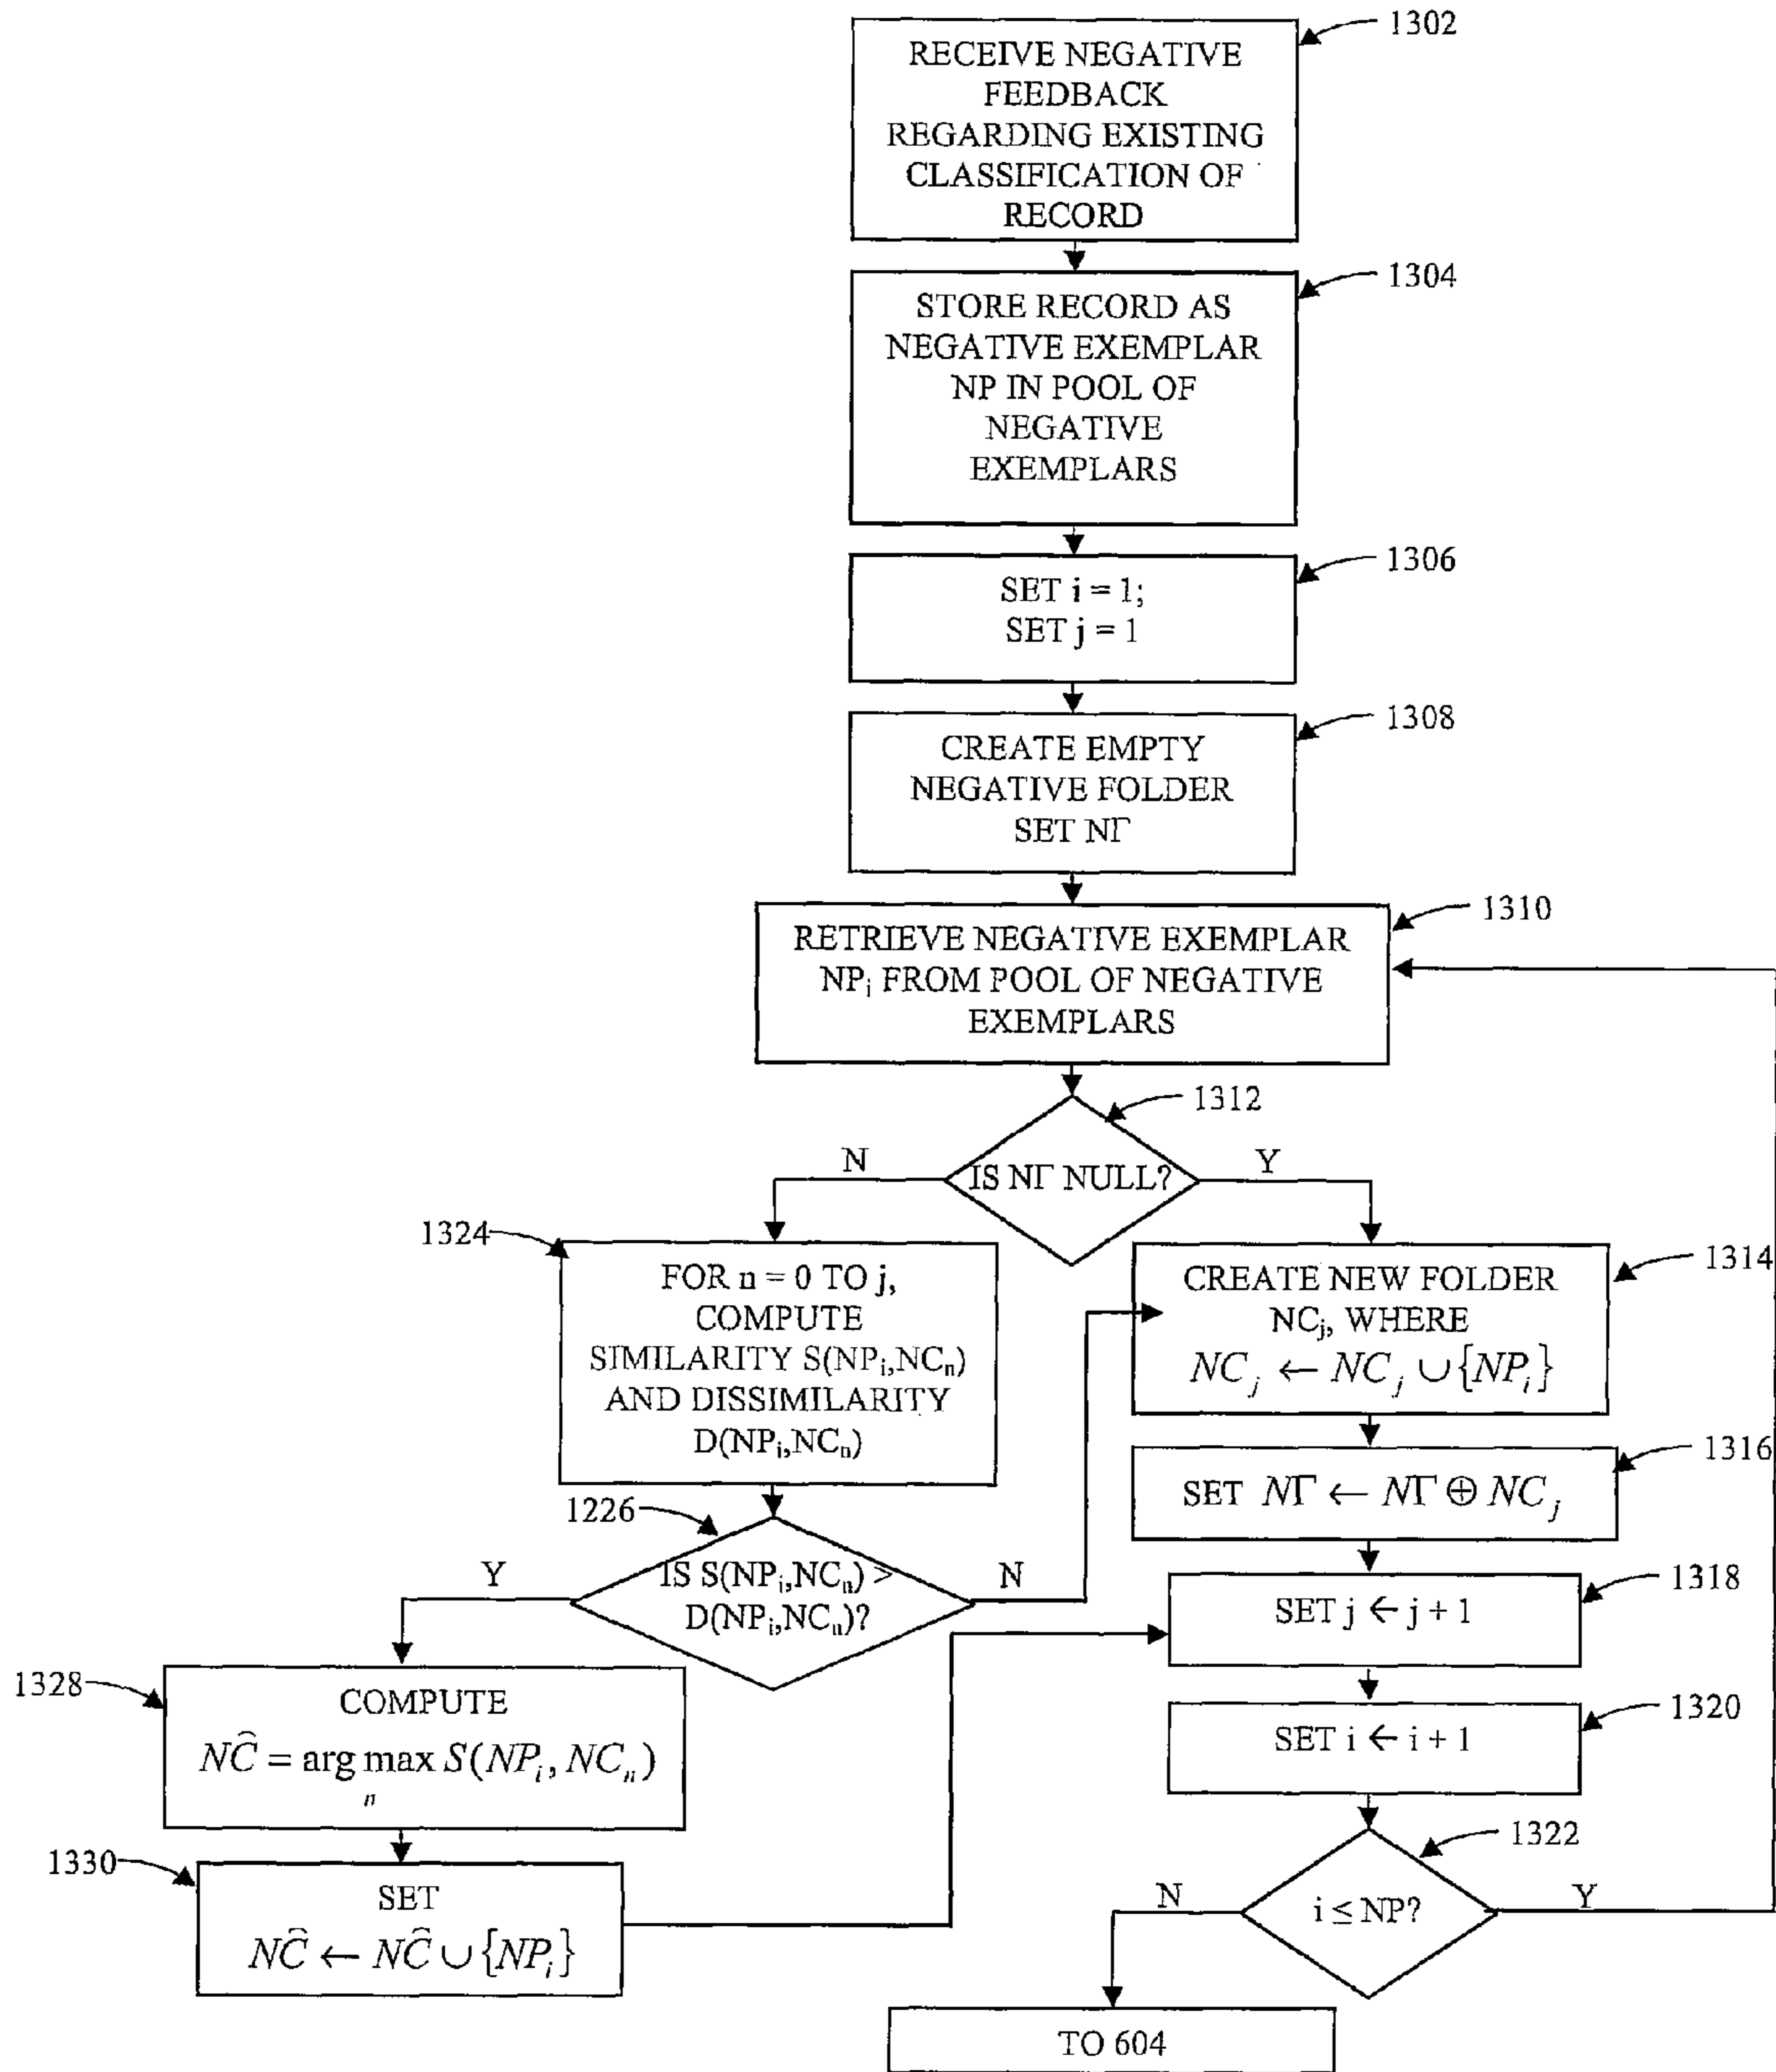 1302
RECEIVE NEGATIVE
FEEDBACK
REGARDING EXISTING
CLASSIFICATION OF
RECORD
1304
STORE RECORD AS
NEGATIVE EXEMPLAR
NP IN POOL OF
NEGATIVE
EXEMPLARS
1306
SET i = 1;
SET j = 1
1308
CREATE EMPTY
NEGATIVE FOLDER
SET NΓ
1310
RETRIEVE NEGATIVE EXEMPLAR
NPᵢ FROM POOL OF NEGATIVE
EXEMPLARS
1312
IS NΓ NULL?
N
Y
1324
FOR n = 0 TO j,
COMPUTE
SIMILARITY S(NPᵢ,NCₙ)
AND DISSIMILARITY
D(NPᵢ,NCₙ)
1314
CREATE NEW FOLDER
NCⱼ, WHERE
NCⱼ ← NCⱼ ∪ {NPᵢ}
1316
SET NΓ ← NΓ ⊕ NCⱼ
1226
IS S(NPᵢ,NCₙ) >
D(NPᵢ,NCₙ)?
Y
N
1318
SET j ← j + 1
1328
COMPUTE
NĈ = arg max S(NPᵢ, NCₙ)
n
1320
SET i ← i + 1
1322
i ≤ NP?
N
Y
1330
SET
NĈ ← NĈ ∪ {NPᵢ}
TO 604